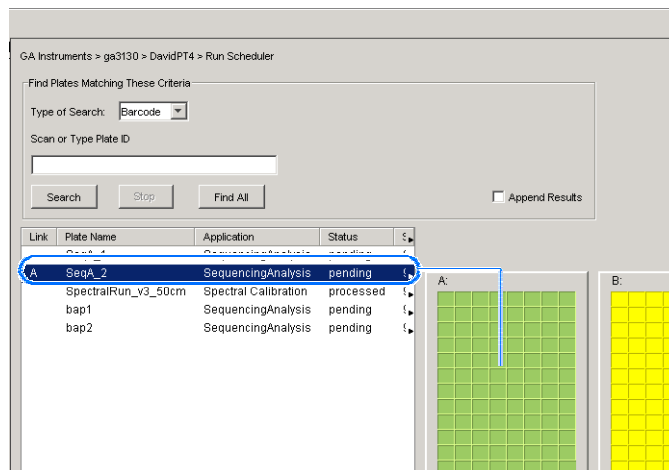 GA Instruments > ga3130 > DavidPT4 > Run Scheduler
Find Plates Matching These Criteria
Type of Search: Barcode
Scan or Type Plate ID
Search Stop Find All Append Results
Link Plate Name Application Status
A SeqA_2 SequencingAnalysis pending
SpectralRun_v3_50cm Spectral Calibration processed
bap1 SequencingAnalysis pending
bap2 SequencingAnalysis pending
A: B: